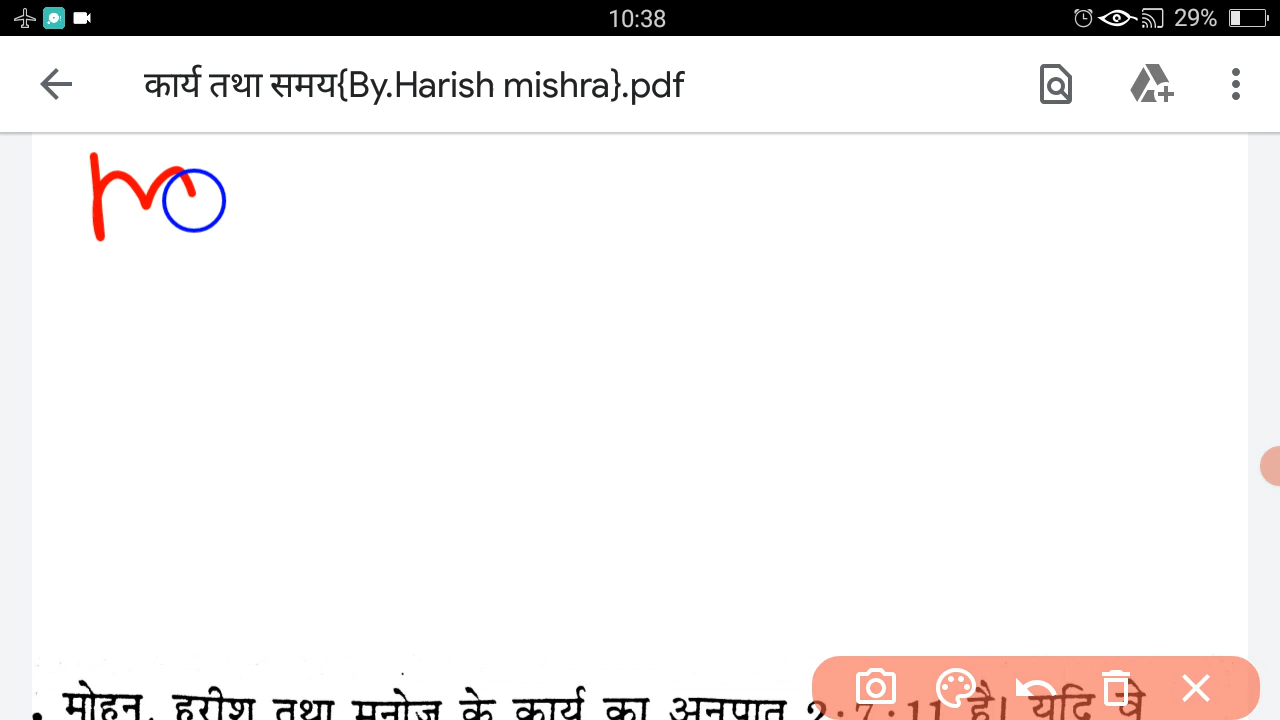 10:38
29%
कार्य तथा समय{By.Harish mishra}.pdf
m
मोहन, हरीश तथा मनोज के कार्य का अनुपात 2:7:11 है। यदि वे